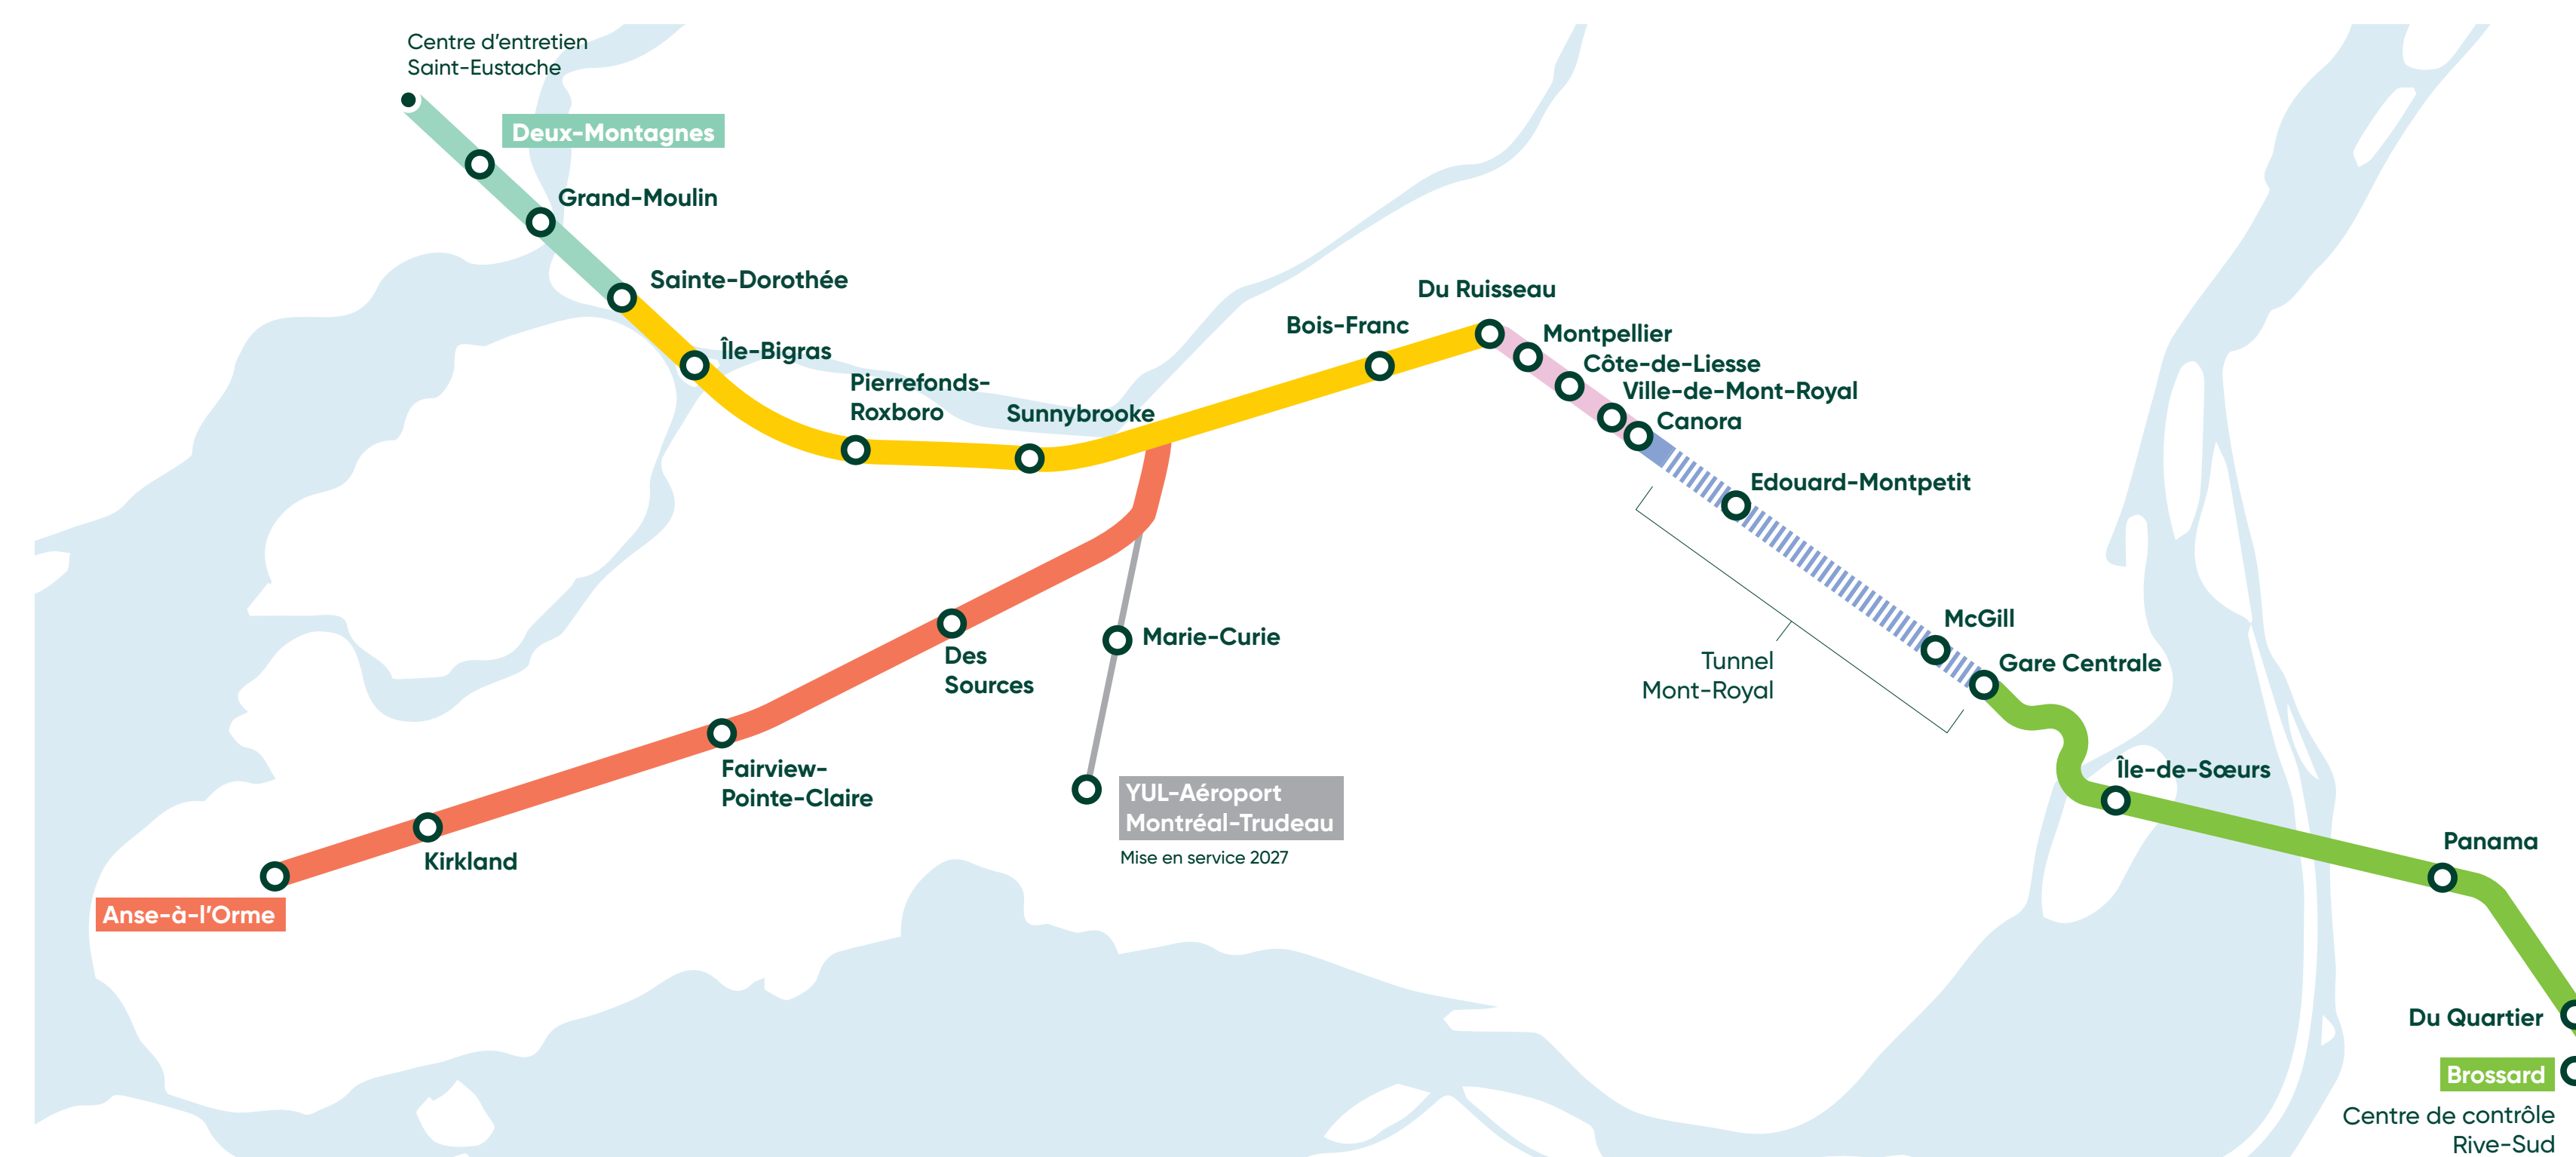 Centre d'entretien
Saint-Eustache
Deux-Montagnes
Grand-Moulin
Sainte-Dorothée
Île-Bigras
Pierrefonds-
Roxboro
Sunnybrooke
Bois-Franc
Du Ruisseau
Montpellier
Côte-de-Liesse
Ville-de-Mont-Royal
Canora
Edouard-Montpetit
McGill
Gare Centrale
Tunnel
Mont-Royal
Île-de-Sœurs
Panama
Du Quartier
Brossard
Centre de contrôle
Rive-Sud
Des
Sources
Marie-Curie
YUL-Aéroport
Montréal-Trudeau
Mise en service 2027
Fairview-
Pointe-Claire
Kirkland
Anse-à-l'Orme